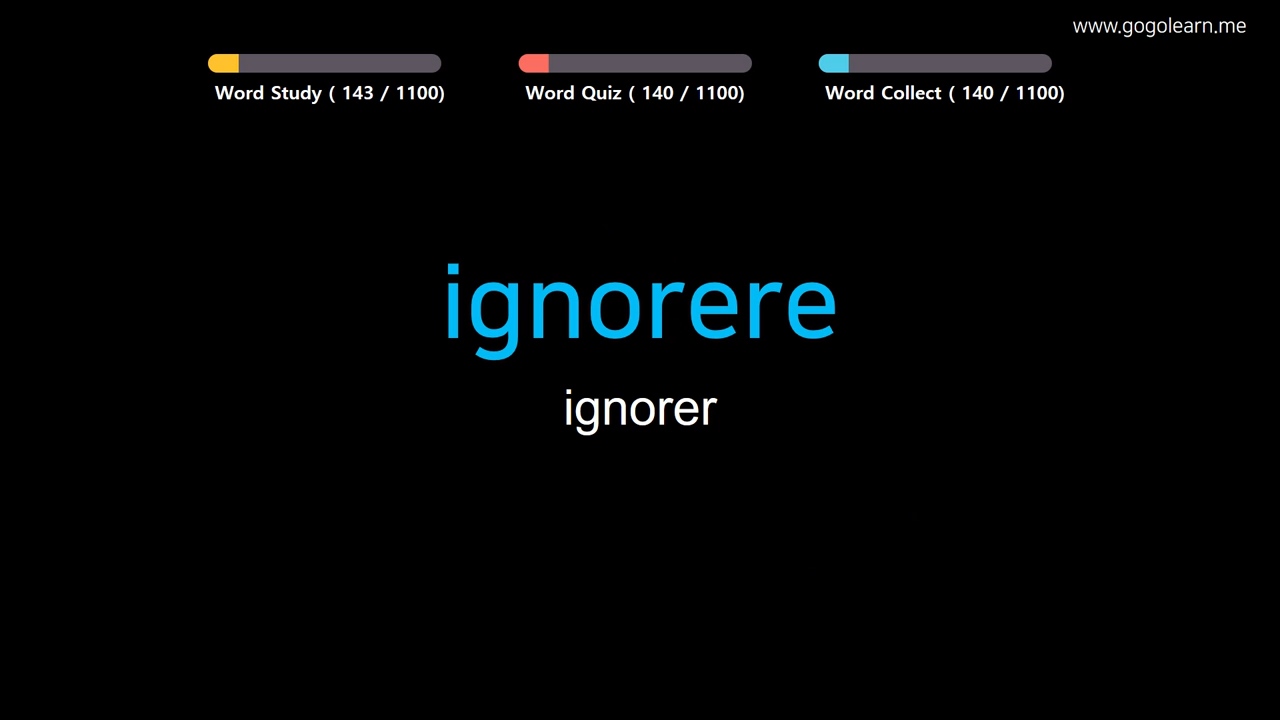 www.gogolearn.me
Word Study ( 143 / 1100)
Word Quiz ( 140 / 1100)
Word Collect ( 140 / 1100)
ignorere
ignorer